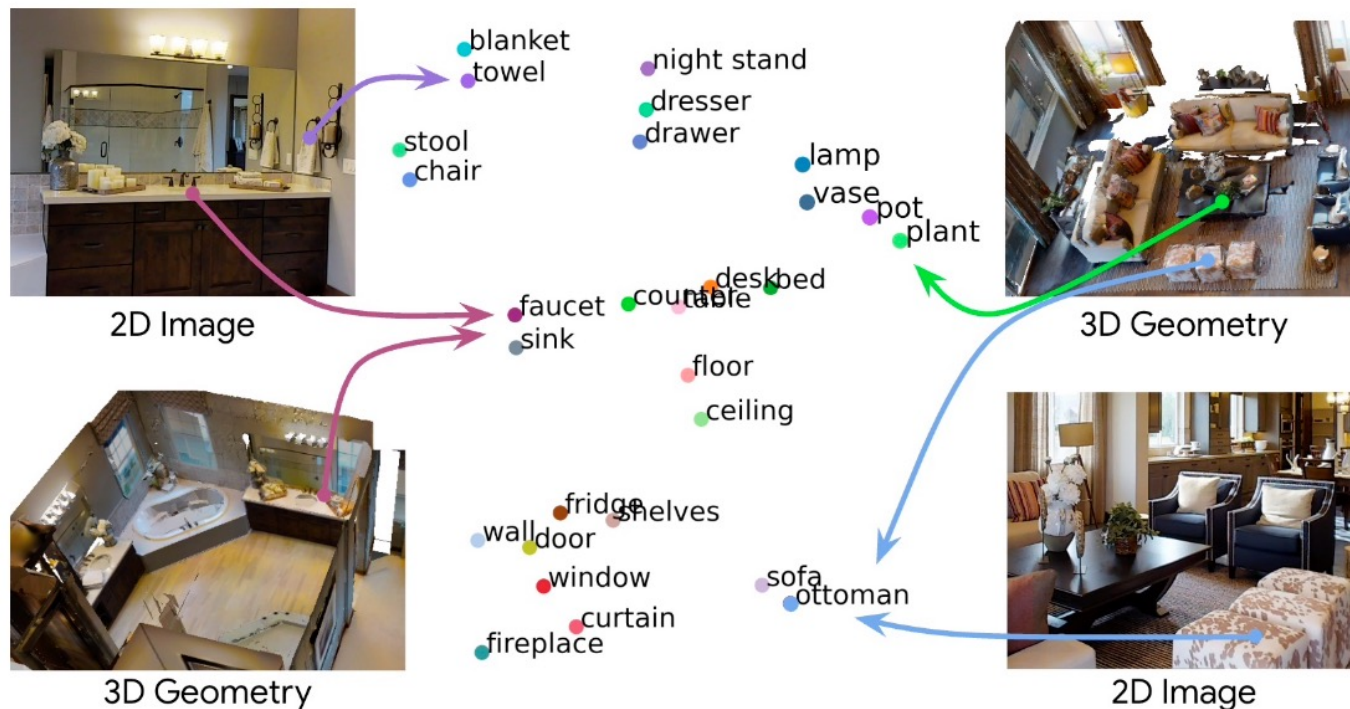 blanket
towel
night stand
dresser
drawer
stool
chair
lamp
vase
pot
plant
desk
bed
counter
table
faucet
sink
2D Image
3D Geometry
floor
ceiling
fridge
shelves
wall
door
window
sofa
ottoman
curtain
fireplace
3D Geometry
2D Image